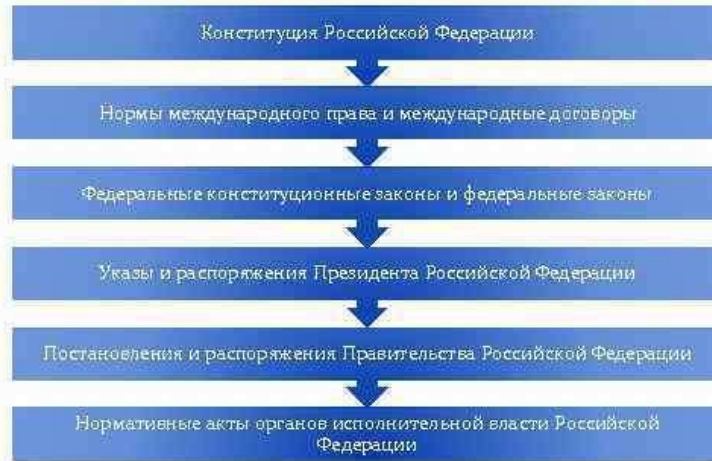 Конституция Российской Федерации
Нормы международного права и международные договоры
Федеральные конституционные законы и федеральные законы
Указы и распоряжения Президента Российской Федерации
Постановления и распоряжения Правительства Российской Федерации
Нормативные акты органов исполнительной власти Российской
Федерации